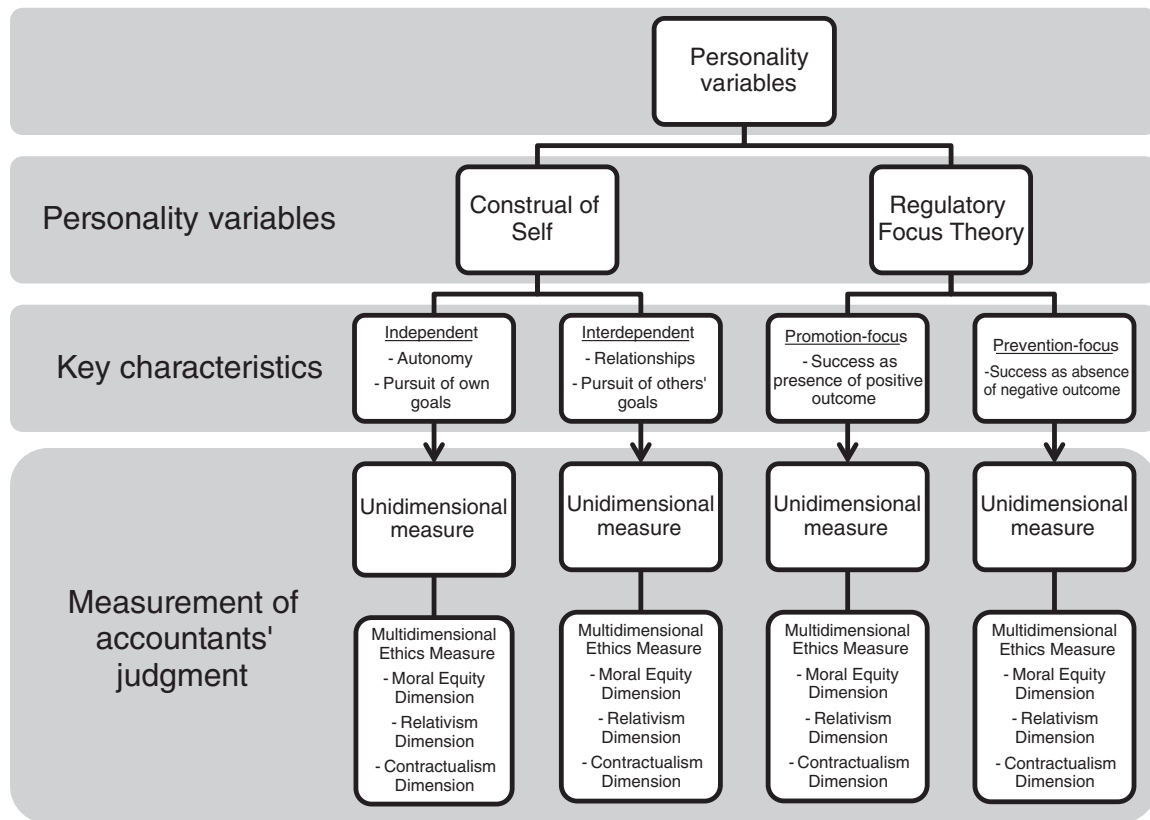 Personality
variables
Personality variables
Construal of
Self
Regulatory
Focus Theory
Key characteristics
Independent
- Autonomy
- Pursuit of own
goals
Interdependent
- Relationships
- Pursuit of others'
goals
Promotion-focus
- Success as
presence of positive
outcome
Prevention-focus
-Success as absence
of negative outcome
Measurement of
accountants'
judgment
Unidimensional
measure
Unidimensional
measure
Unidimensional
measure
Unidimensional
measure
Multidimensional
Ethics Measure
- Moral Equity
Dimension
- Relativism
Dimension
- Contractualism
Dimension
Multidimensional
Ethics Measure
- Moral Equity
Dimension
- Relativism
Dimension
- Contractualism
Dimension
Multidimensional
Ethics Measure
- Moral Equity
Dimension
- Relativism
Dimension
- Contractualism
Dimension
Multidimensional
Ethics Measure
- Moral Equity
Dimension
- Relativism
Dimension
- Contractualism
Dimension